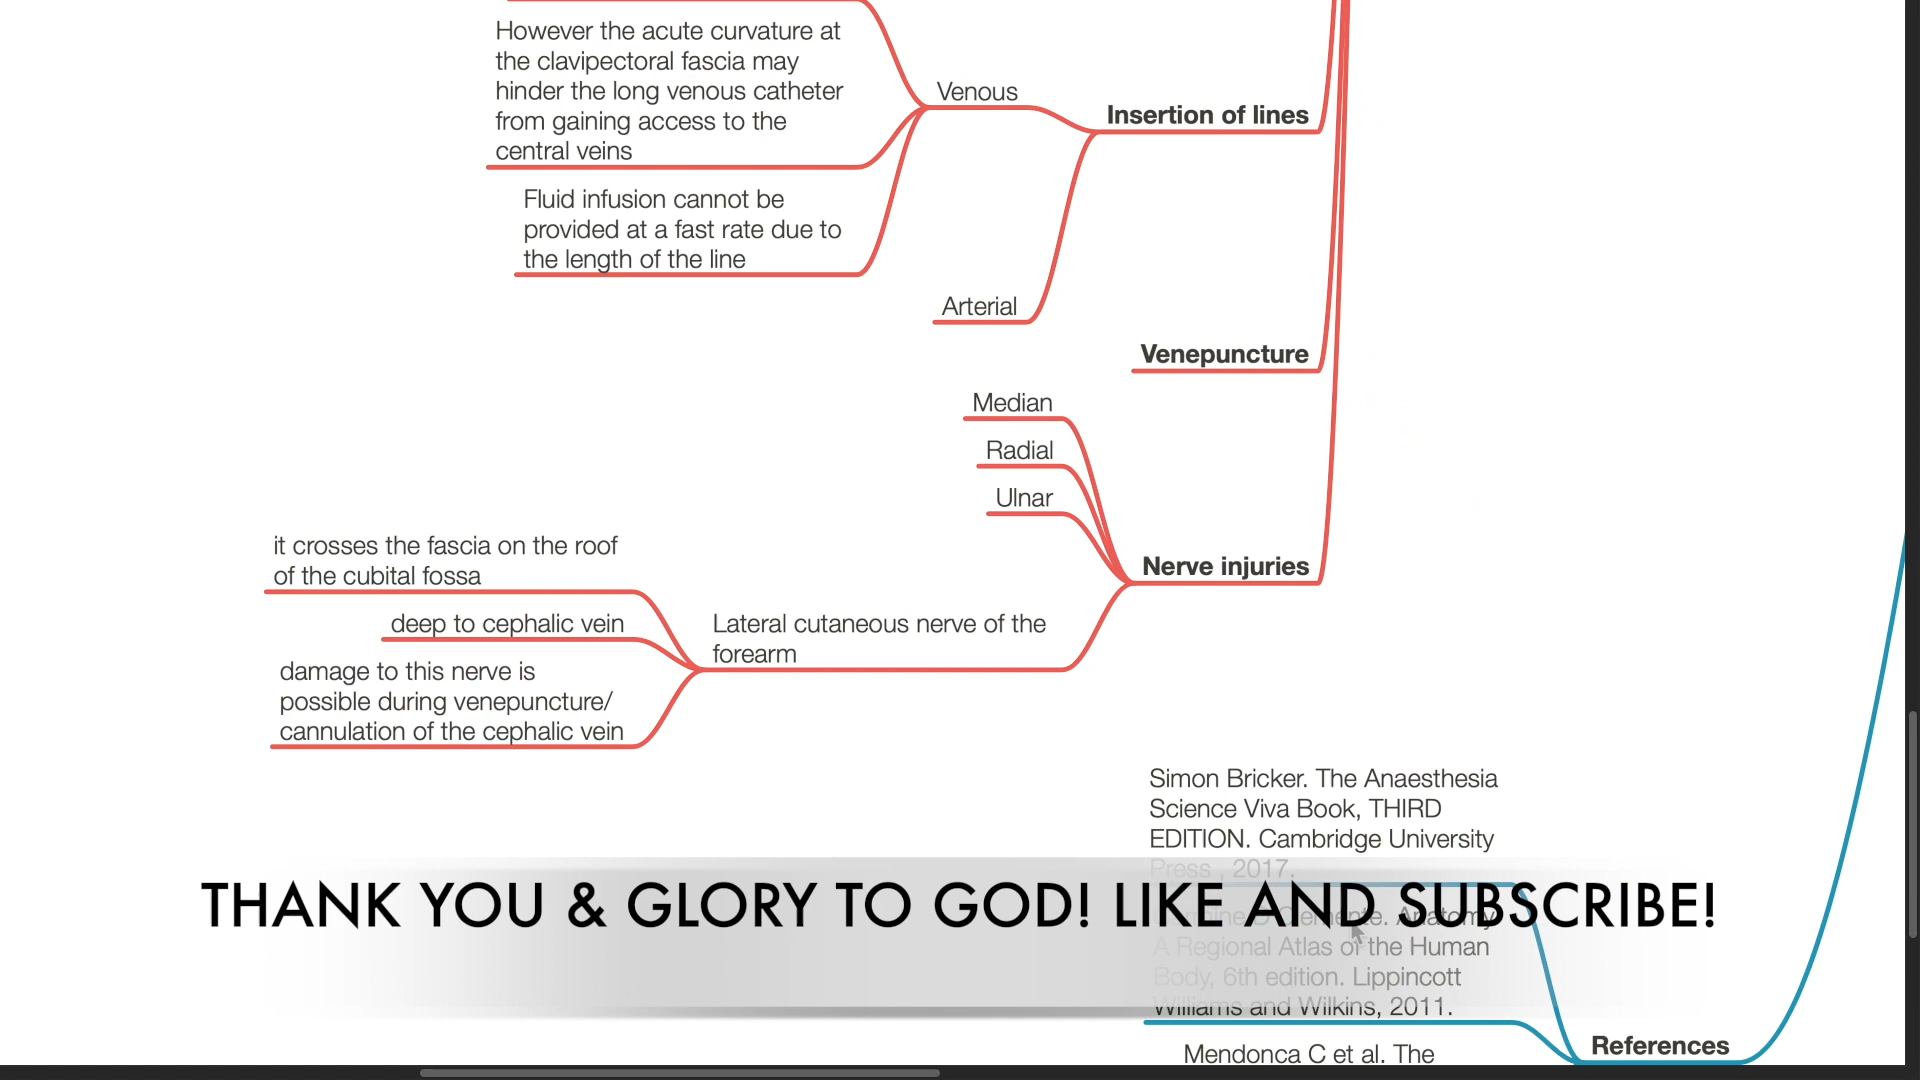 However the acute curvature at
the clavipectoral fascia may
hinder the long venous catheter
from gaining access to the
central veins
Venous
Insertion of lines
Fluid infusion cannot be
provided at a fast rate due to
the length of the line
Arterial
Venepuncture
Median
Radial
Ulnar
Nerve injuries
it crosses the fascia on the roof
of the cubital fossa
deep to cephalic vein
damage to this nerve is
possible during venepuncture/
cannulation of the cephalic vein
Lateral cutaneous nerve of the
forearm
Simon Bricker. The Anaesthesia
Science Viva Book, THIRD
EDITION. Cambridge University
Press , 2017.
THANK YOU & GLORY TO GOD! LIKE AND SUBSCRIBE!
Anatomy
A Regional Atlas of the Human
Body, 6th edition. Lippincott
Williams and Wilkins, 2011.
References
Mendonca C et al. The